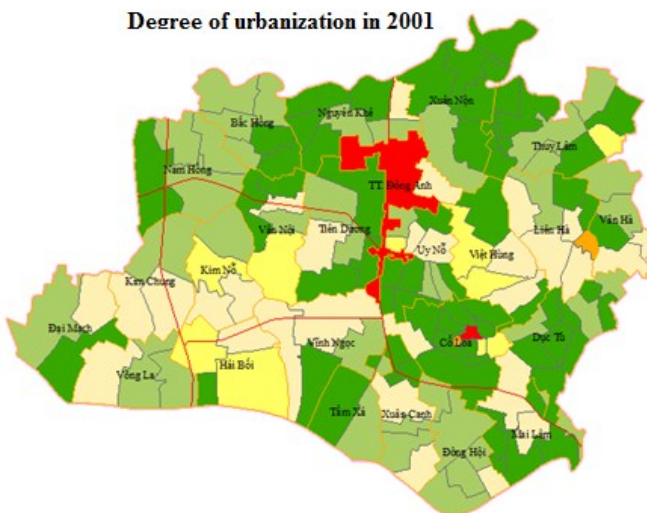 Degree of urbanization in 2001
Xuân Nộn
Nguyên Khê
Bắc Hồng
Thụy Lâm
Nam Hồng
TT. Đông Anh
Vân Hà
Liên Hà
Vân Nội
Tiên Dương
Uy Nỗ
Việt Hùng
Kim Nỗ
Kim Chung
Đại Mạch
Vĩnh Ngọc
Cổ Loa
Dục Tú
Hải Bối
Võng La
Tầm Xá
Xuân Canh
Mai Lâm
Đông Hội